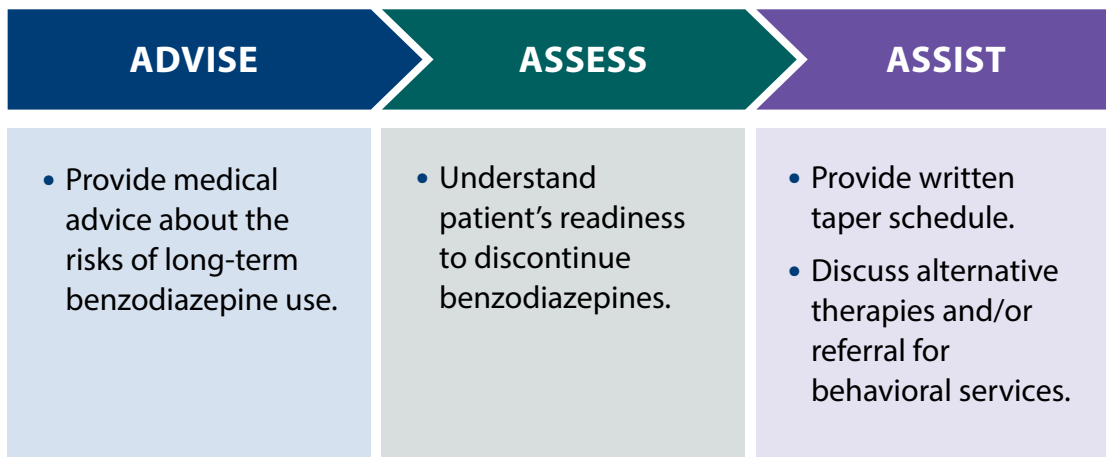 ADVISE
ASSESS
ASSIST
• Provide medical
advice about the
risks of long-term
benzodiazepine use.
• Understand
patient’s readiness
to discontinue
benzodiazepines.
• Provide written
taper schedule.
• Discuss alternative
therapies and/or
referral for
behavioral services.